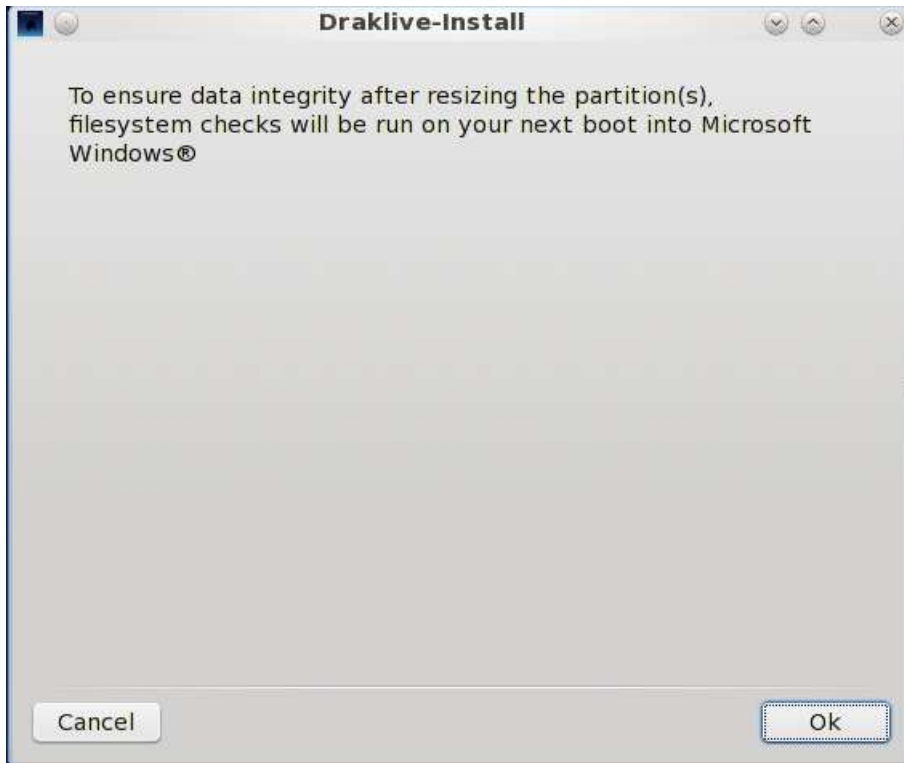 Draklive-Install
To ensure data integrity after resizing the partition(s),
filesystem checks will be run on your next boot into Microsoft
Windows®
Cancel
Ok